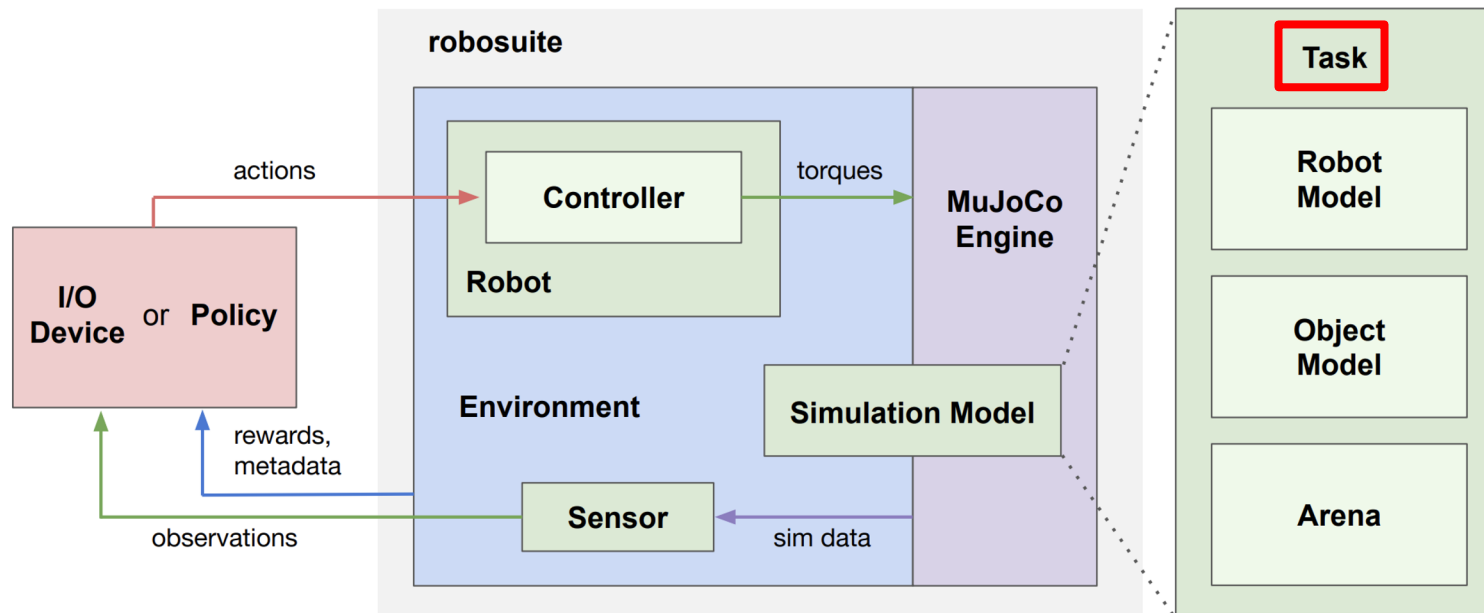 robosuite
Task
Robot
Model
Object
Model
Arena
actions
Controller
torques
MuJoCo
Engine
Robot
I/O
Device
or
Policy
Environment
Simulation Model
rewards,
metadata
Sensor
observations
sim data